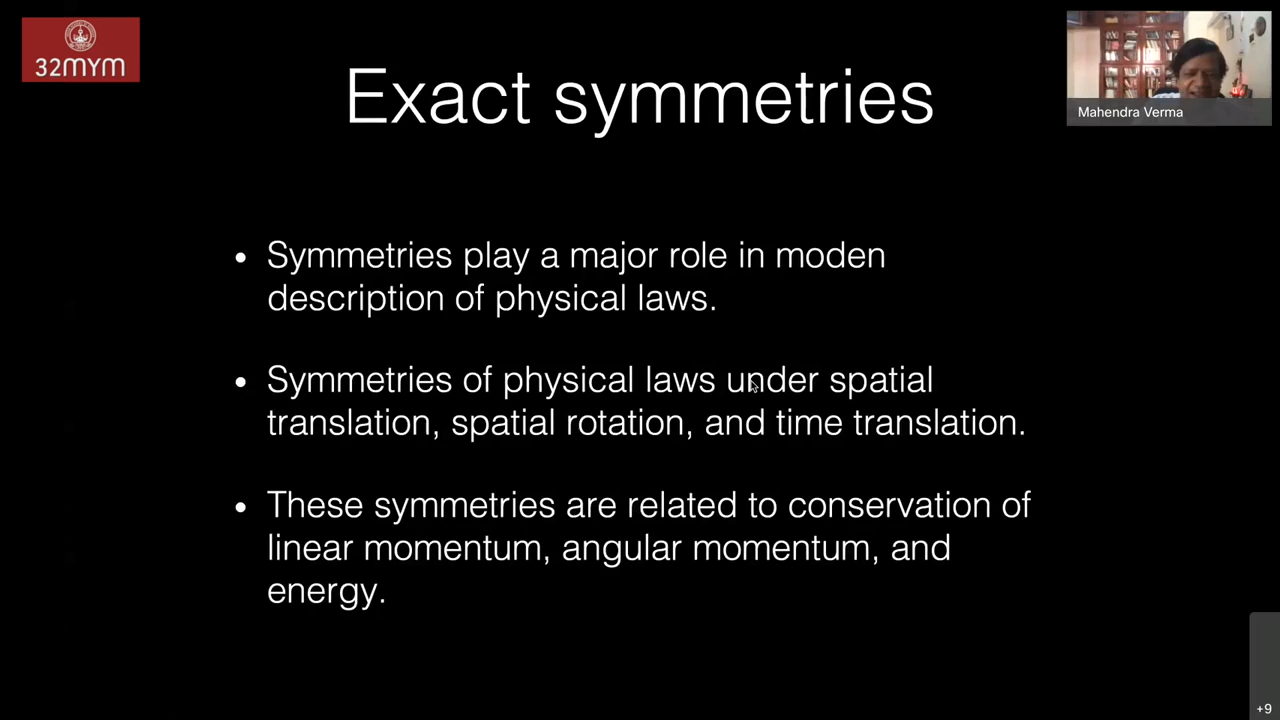 32MYM
Exact symmetries
Mahendra Verma
• Symmetries play a major role in moden
description of physical laws.
• Symmetries of physical laws under spatial
translation, spatial rotation, and time translation.
• These symmetries are related to conservation of
linear momentum, angular momentum, and
energy.
+9